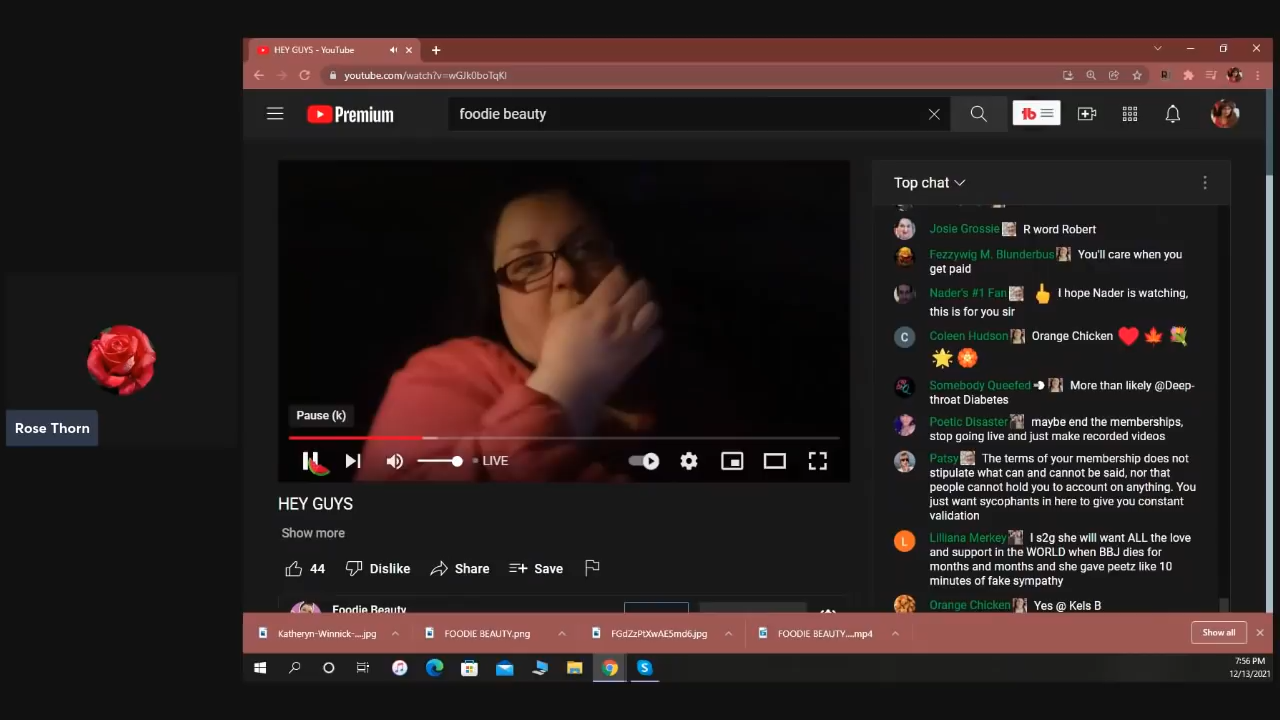 HEY GUYS - YouTube
youtube.com/watch?v=wGJk0boTqKI
Premium
foodie beauty
tb
Top chat
Josie Grossie R word Robert
Fezzywig M. Blunderbus You'll care when you
get paid
Nader's #1 Fan I hope Nader is watching,
this is for you sir
C
Coleen Hudson Orange Chicken
Somebody Queefed More than likely @Deep-
throat Diabetes
Poetic Disaster maybe end the memberships,
stop going live and just make recorded videos
Patsy The terms of your membership does not
stipulate what can and cannot be said, nor that
people cannot hold you to account on anything. You
just want sycophants in here to give you constant
validation
L
Lilliana Merkey I s2g she will want ALL the love
and support in the WORLD when BBJ dies for
months and months and she gave peetz like 10
minutes of fake sympathy
Orange Chicken Yes @ Kels B
Rose Thorn
Pause (k)
LIVE
HEY GUYS
Show more
44
Dislike
Share
Save
Foodie Beauty
Katheryn-Winnick-....jpg
FOODIE BEAUTY.png
FGdZzPtXwAE5md6.jpg
FOODIE BEAUTY....mp4
Show all
7:56 PM
12/13/2021